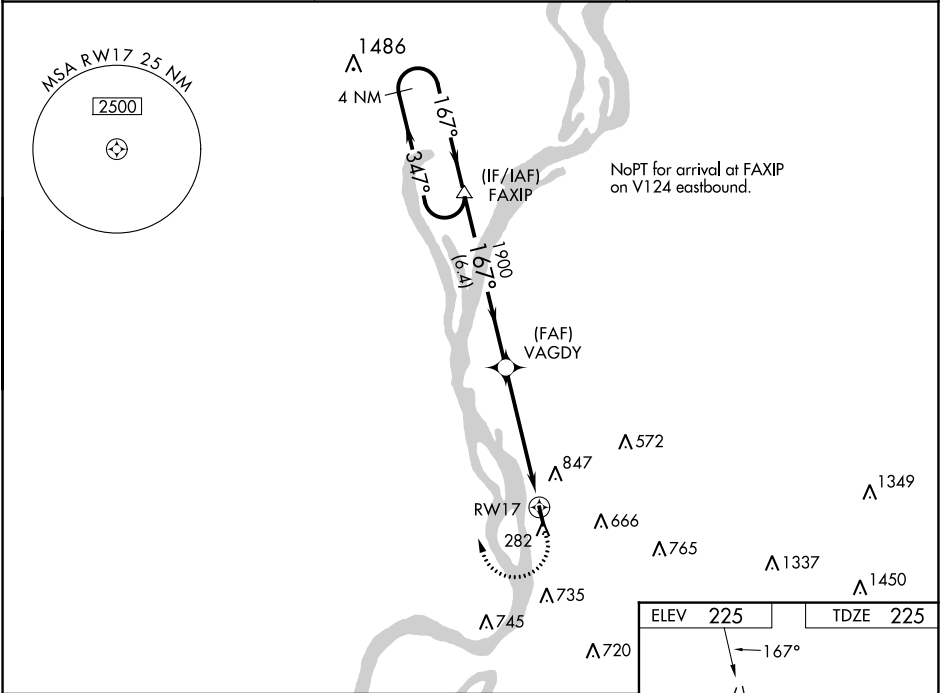 MSA RW17 25 NM
2500
1486
4 NM
167°
347°
(IF/IAF)
FAXIP
NoPT for arrival at FAXIP
on V124 eastbound.
1900
167°
(6.4)
(FAF)
VAGDY
572
847
1349
RW17
666
282
765
1337
1450
735
745
720
ELEV 225
TDZE 225
167°